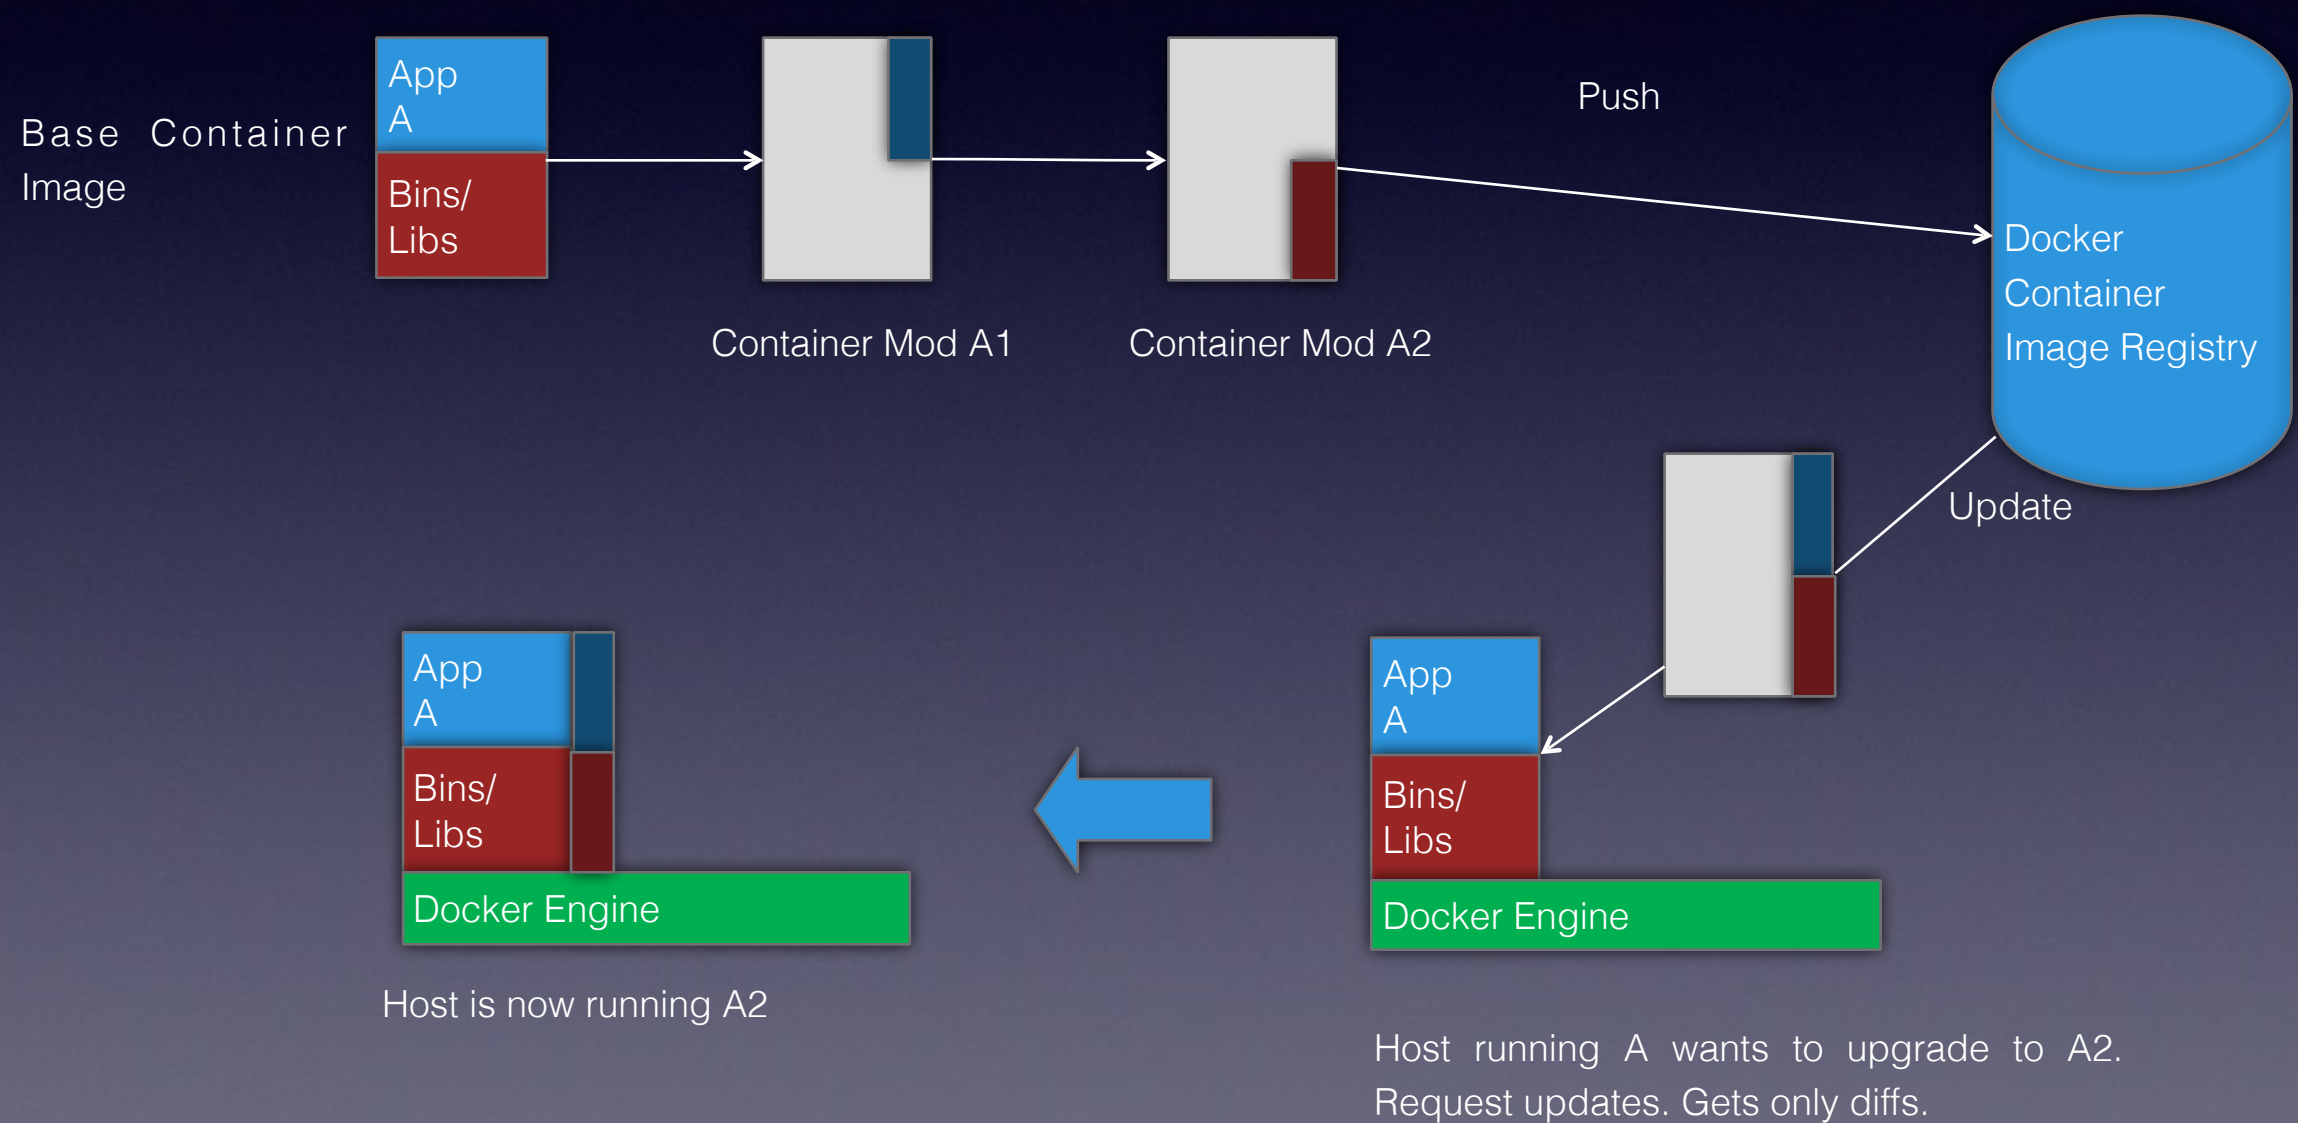 Base Container
Image
App
A
Bins/
Libs
Container Mod A1
Container Mod A2
Push
Docker
Container
Image Registry
Update
App
A
Bins/
Libs
Docker Engine
Host running A wants to upgrade to A2.
Request updates. Gets only diffs.
App
A
Bins/
Libs
Docker Engine
Host is now running A2